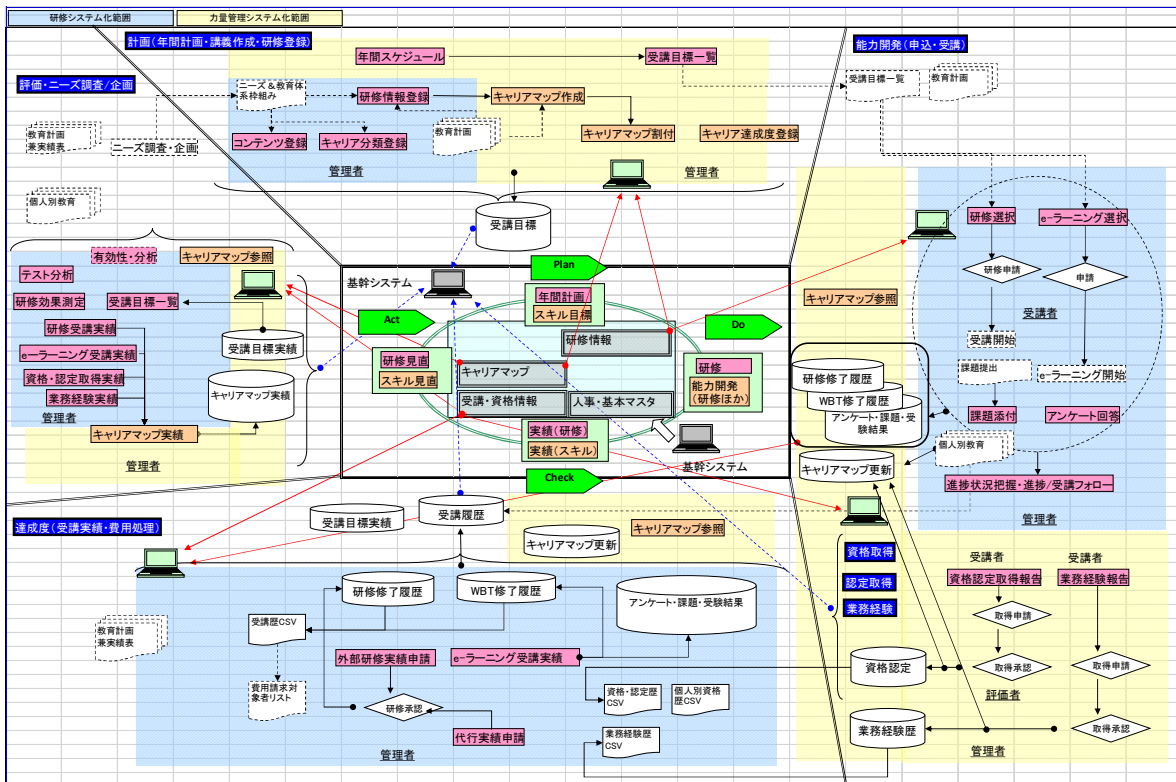 研修システム化範囲
力量管理システム化範囲
計画(年間計画・講義作成・研修登録)
年間スケジュール
受講目標一覧
ニーズ&教育体
系枠組み
研修情報登録
キャリアマップ作成
教育計画
コンテンツ登録
キャリア分類登録
キャリアマップ割付
キャリア達成度登録
管理者
管理者
受講目標
評価・ニーズ調査/企画
教育計画
兼実績表
ニーズ調査・企画
個人別教育
有効性・分析
キャリアマップ参照
テスト分析
研修効果測定
受講目標一覧
研修受講実績
eーラーニング受講実績
資格・認定取得実績
業務経験実績
管理者
受講目標実績
キャリアマップ実績
キャリアマップ実績
管理者
基幹システム
Plan
Act
Do
Check
年間計画
スキル目標
研修情報
研修見直
スキル見直
キャリアマップ
受講・資格情報
人事・基本マスタ
研修
能力開発
(研修ほか)
実績(研修)
実績(スキル)
基幹システム
能力開発(申込・受講)
受講目標一覧
教育計画
研修選択
e-ラーニング選択
研修申請
申請
受講者
キャリアマップ参照
受講開始
課題提出
e-ラーニング開始
研修修了履歴
WBT修了履歴
アンケート・課題・受
験結果
課題添付
アンケート回答
個人別教育
キャリアマップ更新
進捗状況把握・進捗/受講フォロー
管理者
達成度(受講実績・費用処理)
受講目標実績
受講履歴
キャリアマップ更新
キャリアマップ参照
研修修了履歴
WBT修了履歴
アンケート・課題・受験結果
受講歴CSV
教育計画
兼実績表
外部研修実績申請
e-ラーニング受講実績
費用請求対
象者リスト
研修承認
代行実績申請
管理者
資格・認定歴
CSV
個人別資格
歴CSV
業務経験歴
CSV
資格取得
認定取得
業務経験
受講者
受講者
資格認定取得報告
業務経験報告
取得申請
取得承認
取得申請
資格認定
評価者
業務経験歴
取得承認
管理者